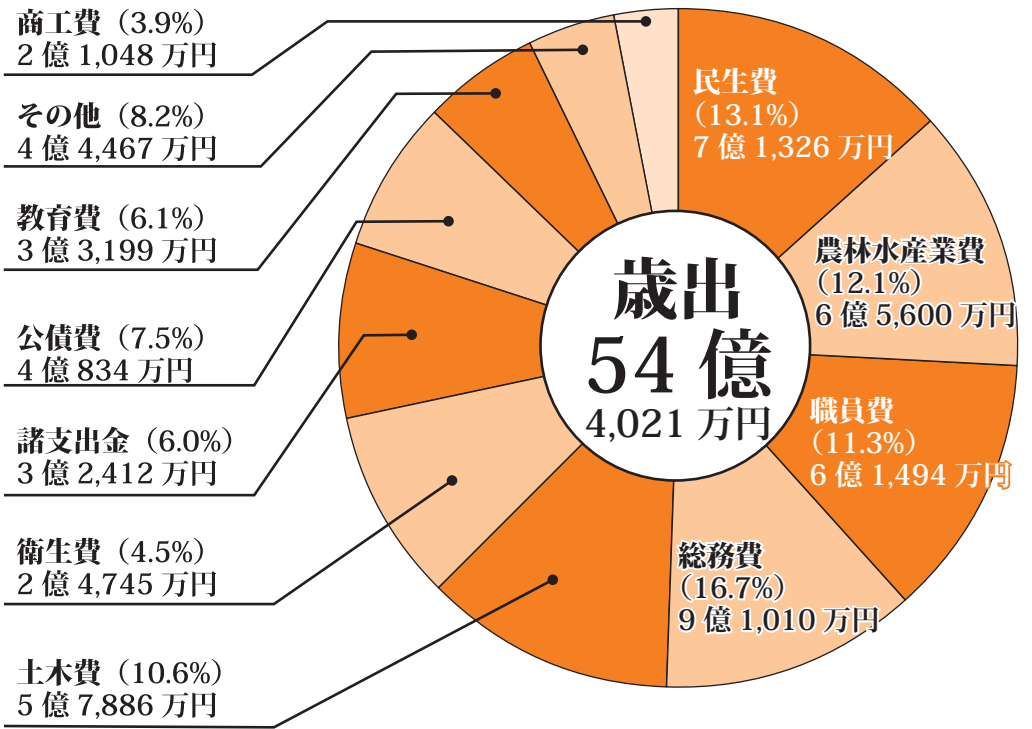 商工費（3.9%）
2 億 1,048 万円
その他（8.2%）
4 億 4,467 万円
教育費（6.1%）
3 億 3,199 万円
公債費（7.5%）
4 億 834 万円
諸支出金（6.0%）
3 億 2,412 万円
衛生費（4.5%）
2 億 4,745 万円
土木費（10.6%）
5 億 7,886 万円
歳出
54 億
4,021 万円
民生費
（13.1%）
7 億 1,326 万円
農林水産業費
（12.1%）
6 億 5,600 万円
職員費
（11.3%）
6 億 1,494 万円
総務費
（16.7%）
9 億 1,010 万円